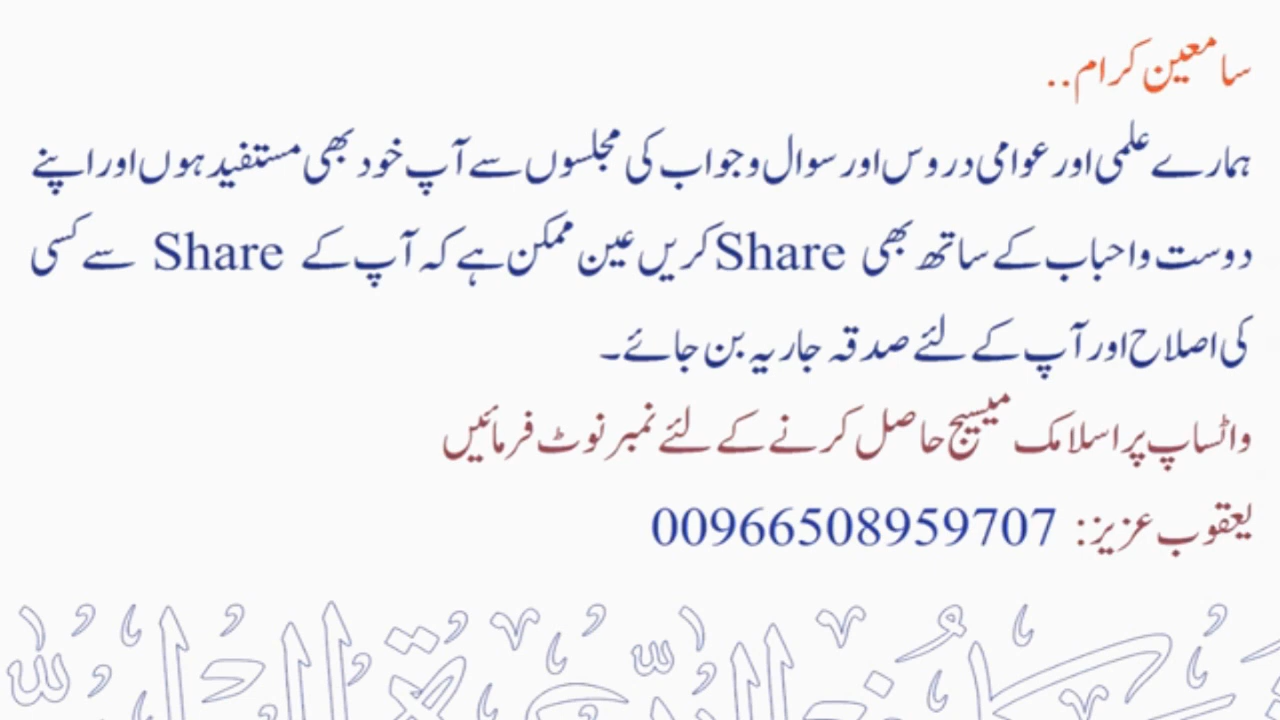 سامعین کرام..
ہمارے علمی اور عوامی دروس اور سوال وجواب کی مجلسوں سے آپ خود بھی مستفید ہوں اور اپنے
دوست واحباب کے ساتھ بھی Share کریں عین ممکن ہے کہ آپ کے Share سے کسی
کی اصلاح اور آپ کے لئے صدقہ جاریہ بن جائے۔
واٹساپ پر اسلامک میسیج حاصل کرنے کے لئے نمبر نوٹ فرمائیں
یعقوب عزیز: 00966508959707